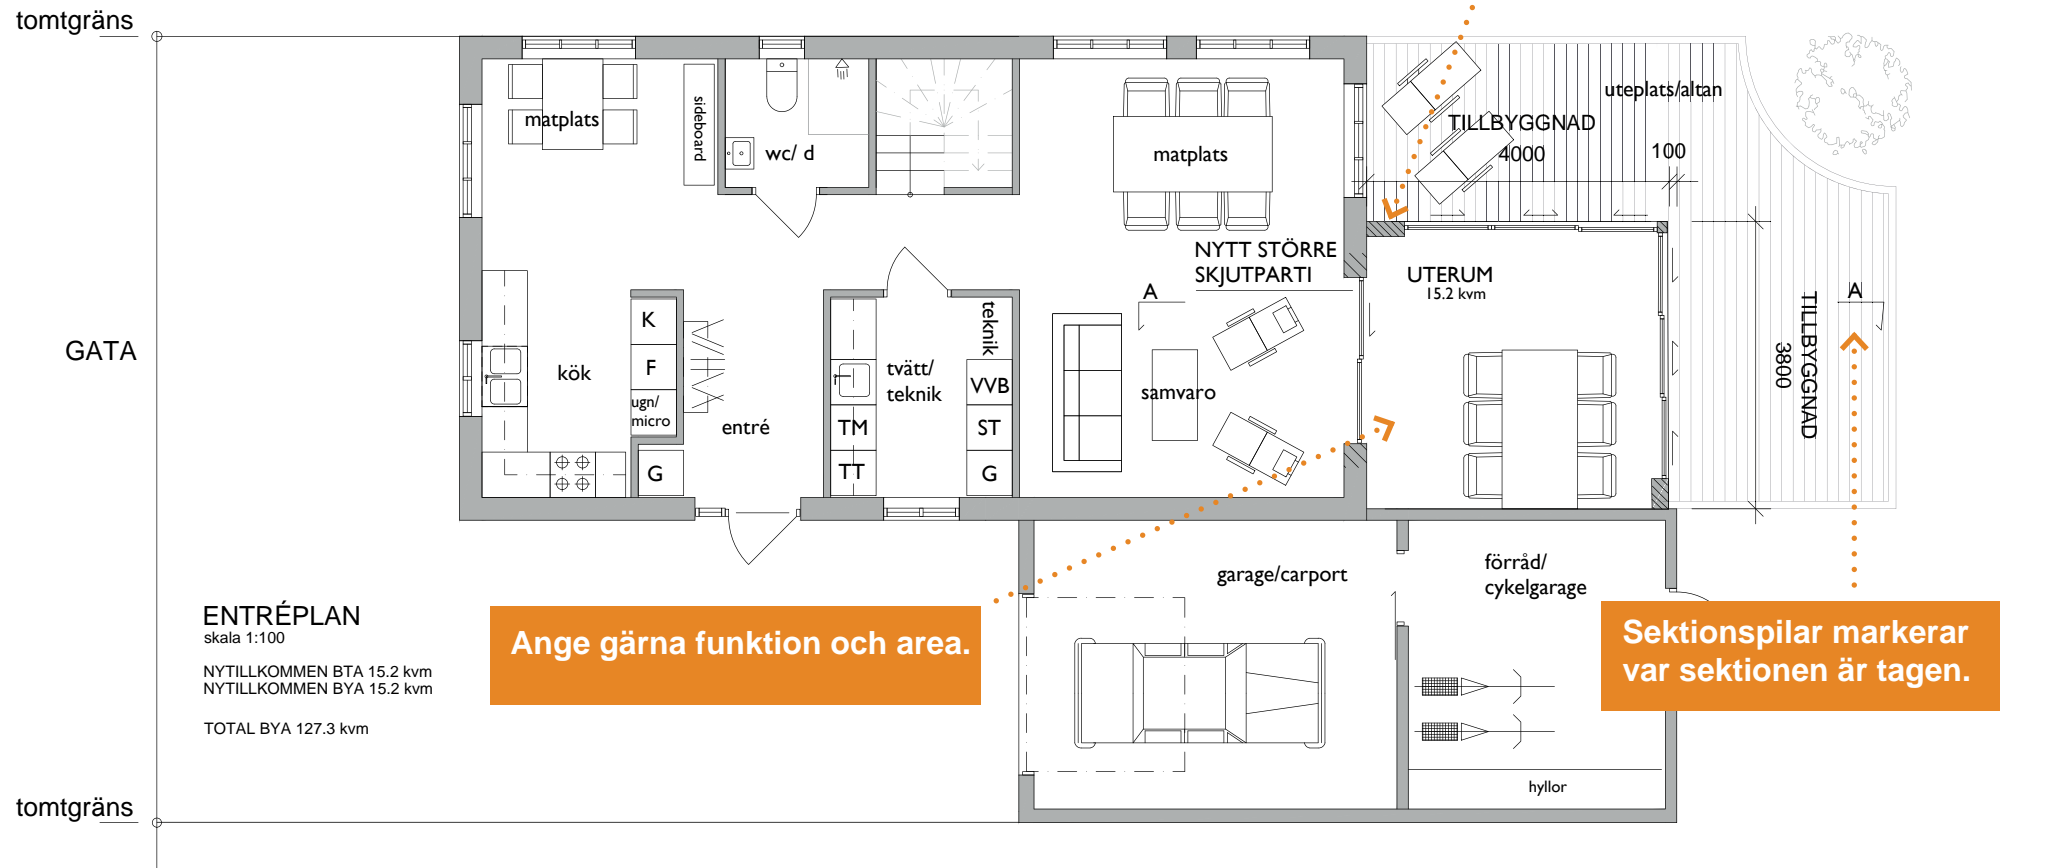 tomtgräns
uteplats/altan
TILLBYGGNAD
4000
100
matplats
sideboard
wc/ d
matplats
NYTT STÖRRE
SKJUTPARTI
UTERUM
15.2 kvm
A
A
TILLBYGGNAD
3800
GATA
K
F
ugn/
micro
G
kök
entré
tvätt/
teknik
teknik
VVB
TM
ST
TT
G
samvaro
garage/carport
förråd/
cykelgarage
hyllor
ENTRÉPLAN
skala 1:100
NYTILLKOMMEN BTA 15.2 kvm
NYTILLKOMMEN BYA 15.2 kvm
TOTAL BYA 127.3 kvm
Ange gärna funktion och area.
Sektionspilar markerar
var sektionen är tagen.
tomtgräns